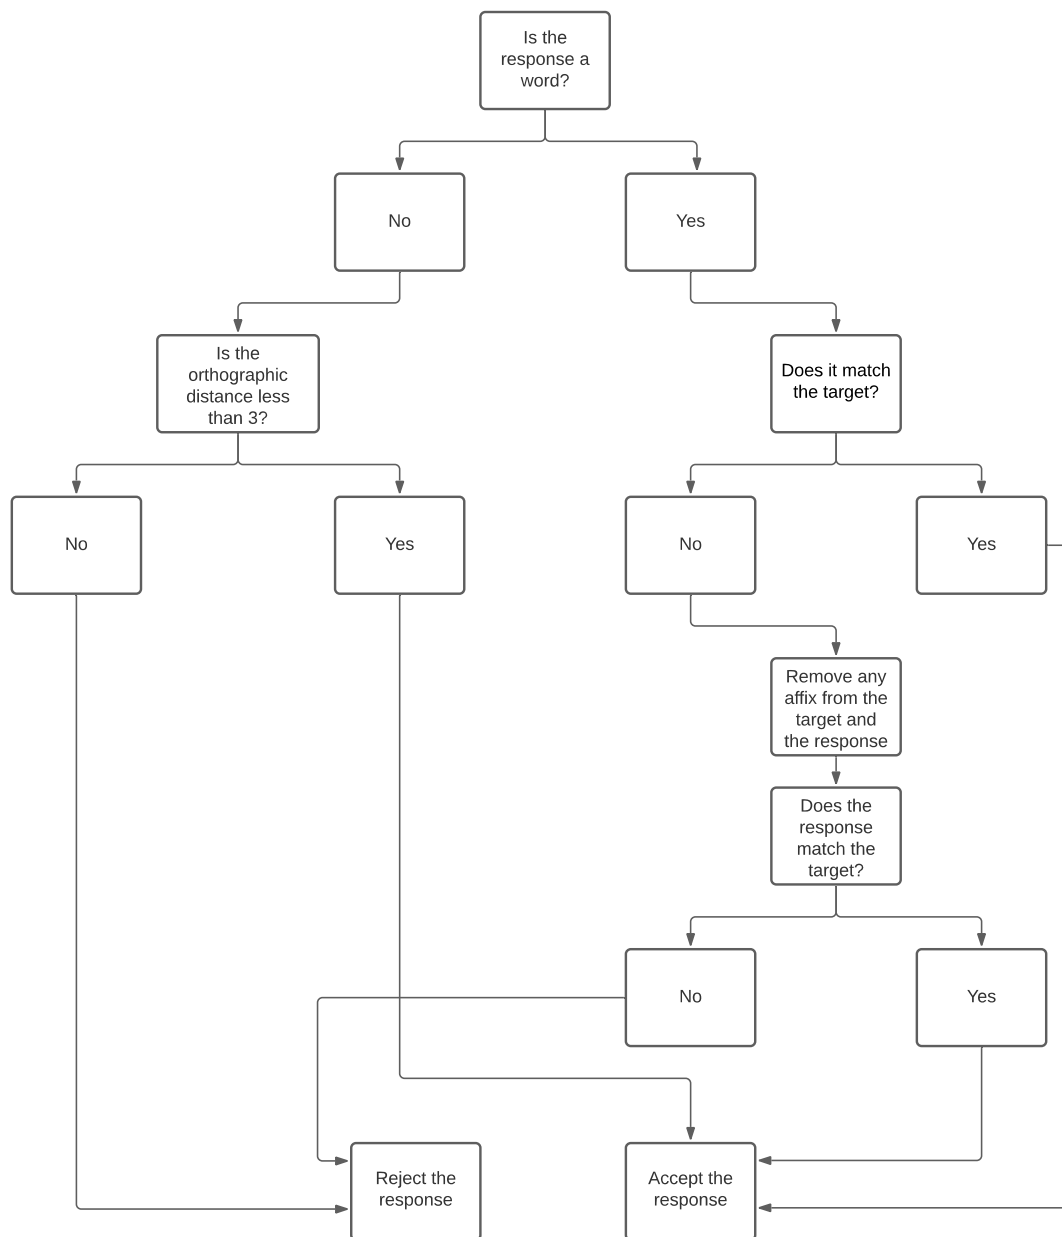 Is the
response a
word?
No
Yes
Is the
orthographic
distance less
than 3?
Does it match
the target?
No
Yes
No
Yes
Remove any
affix from the
target and
the response
Does the
response
match the
target?
No
Yes
Reject the
response
Accept the
response